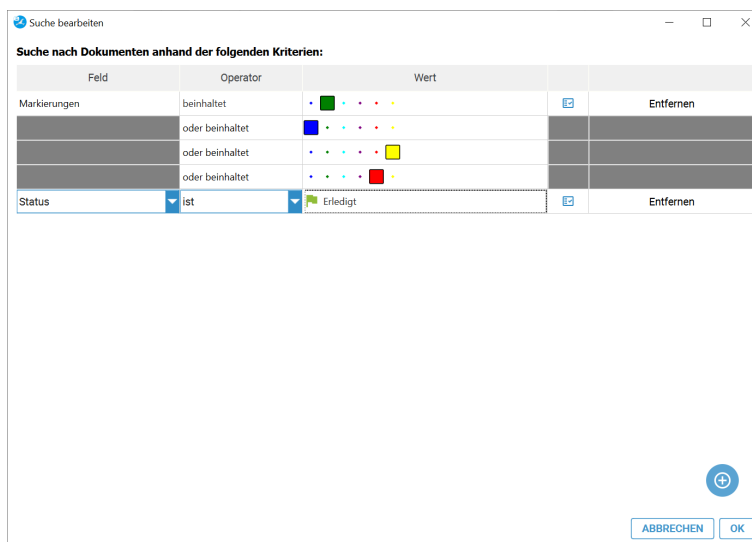 Suche bearbeiten
Suche nach Dokumenten anhand der folgenden Kriterien:
Feld Operator Wert
Markierungen beinhaltet Entfernen
oder beinhaltet
oder beinhaltet
oder beinhaltet
Status ist Erledigt Entfernen
ABBRECHEN OK